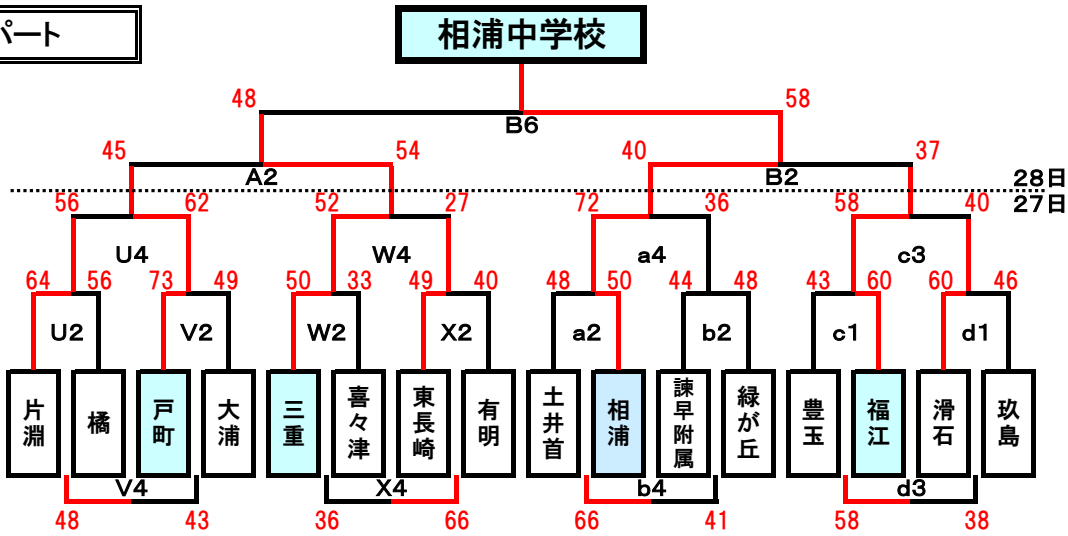 パート
相浦中学校
48 58
B6
45 54 40 37
A2 B2
28日
27日
56 62 52 27 72 36 58 40
U4 W4 a4 c3
64 56 73 49 50 33 49 40 48 50 44 48 43 60 60 46
U2 V2 W2 X2 a2 b2 c1 d1
片淵 橘 戸町 大浦 三重 喜々津 東長崎 有明 土井首 相浦 諫早附属 緑が丘 豊玉 福江 滑石 玖島
V4 X4 b4 d3
48 43 36 66 66 41 58 38